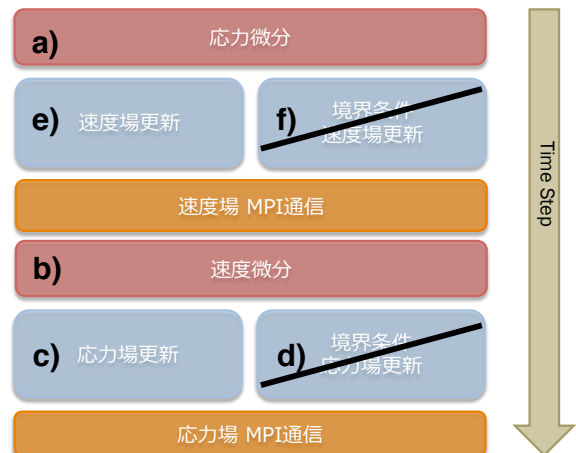 a) 応力微分
e) 速度場更新
f) 境界条件
速度場更新
速度場 MPI通信
b) 速度微分
c) 応力場更新
d) 境界条件
応力場更新
応力場 MPI通信
Time Step